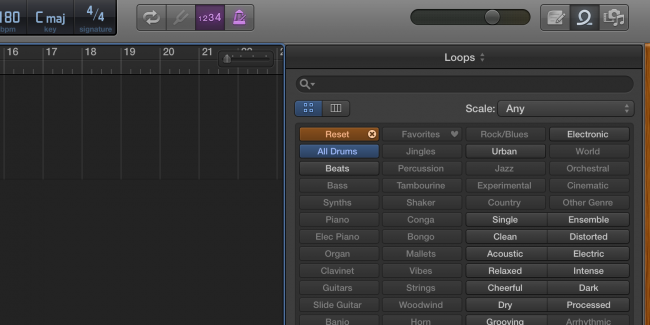 180 C maj 4/4
bpm key signature
1234
16 17 18 19 20 21 22
Loops
Scale: Any
Reset Favorites Rock/Blues Electronic
All Drums Jingles Urban World
Beats Percussion Jazz Orchestral
Bass Tambourine Experimental Cinematic
Synths Shaker Country Other Genre
Piano Conga Single Ensemble
Elec Piano Bongo Clean Distorted
Organ Mallets Acoustic Electric
Clavinet Vibes Relaxed Intense
Guitars Strings Cheerful Dark
Slide Guitar Woodwind Dry Processed
Banjo Horn Grooving Arrhythmic